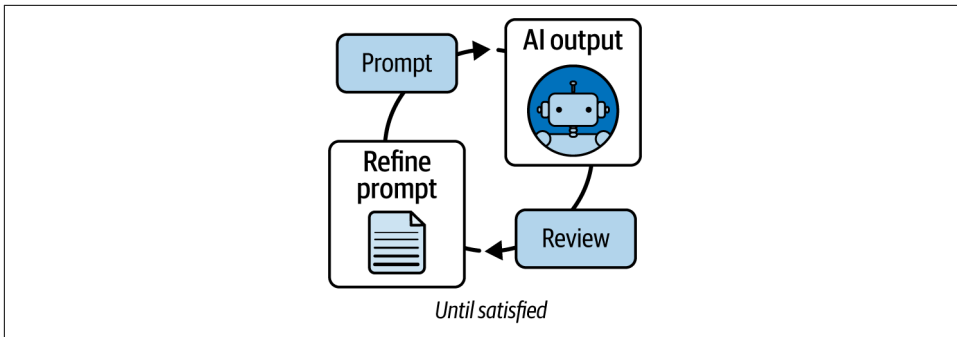 Prompt
AI output
Refine
prompt
Review
Until satisfied